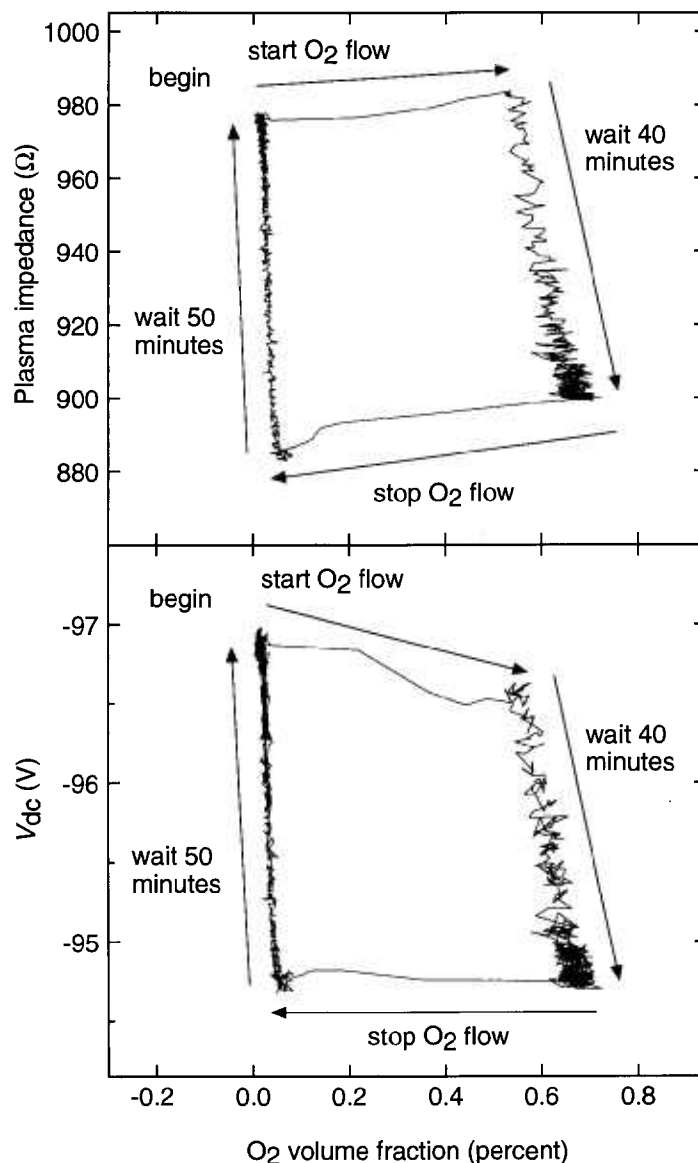 1000
980
960
940
920
900
880
Plasma impedance (Ω)
begin
start O2 flow
wait 40
minutes
wait 50
minutes
stop O2 flow
-97
-96
-95
Vdc (V)
begin
start O2 flow
wait 40
minutes
wait 50
minutes
stop O2 flow
-0.2 0.0 0.2 0.4 0.6 0.8
O2 volume fraction (percent)